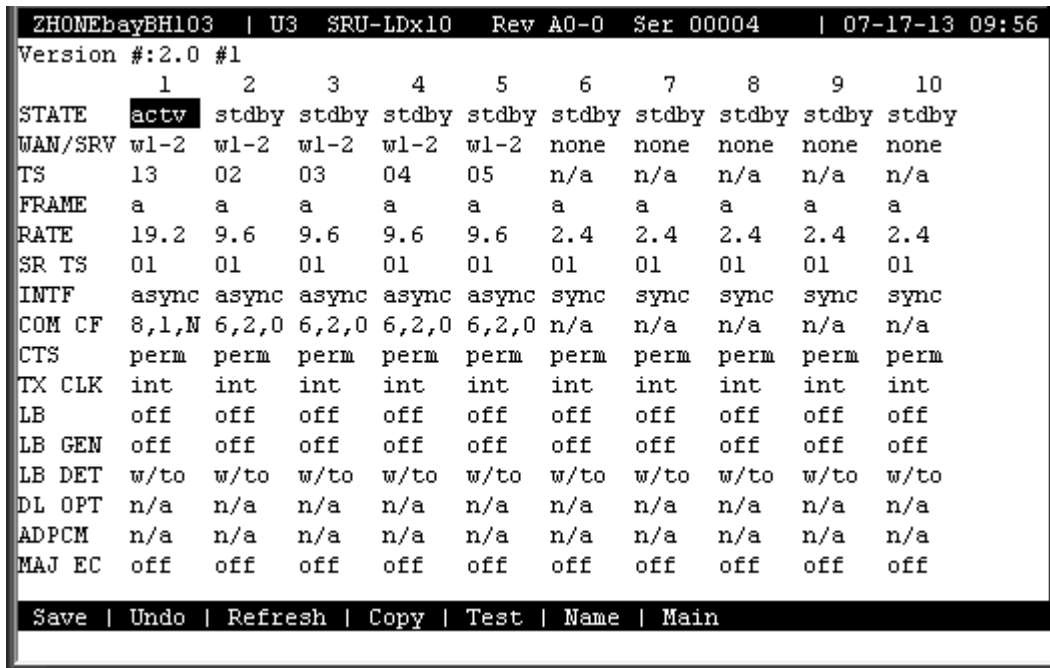 ZHONEbayBH103 | U3 SRU-LDx10 Rev A0-0 Ser 00004 | 07-17-13 09:56
Version #:2.0 #1
1 2 3 4 5 6 7 8 9 10
STATE actv stdby stdby stdby stdby stdby stdby stdby stdby stdby
WAN/SRV w1-2 w1-2 w1-2 w1-2 w1-2 none none none none none
TS 13 02 03 04 05 n/a n/a n/a n/a n/a
FRAME a a a a a a a a a a
RATE 19.2 9.6 9.6 9.6 9.6 2.4 2.4 2.4 2.4 2.4
SR TS 01 01 01 01 01 01 01 01 01 01
INTF async async async async async sync sync sync sync sync
COM CF 8,1,N 6,2,O 6,2,O 6,2,O 6,2,O n/a n/a n/a n/a n/a
CTS perm perm perm perm perm perm perm perm perm perm
TX CLK int int int int int int int int int int
LB off off off off off off off off off off
LB GEN off off off off off off off off off off
LB DET w/to w/to w/to w/to w/to w/to w/to w/to w/to w/to
DL OPT n/a n/a n/a n/a n/a n/a n/a n/a n/a n/a
ADPCM n/a n/a n/a n/a n/a n/a n/a n/a n/a n/a
MAJ EC off off off off off off off off off off
Save | Undo | Refresh | Copy | Test | Name | Main